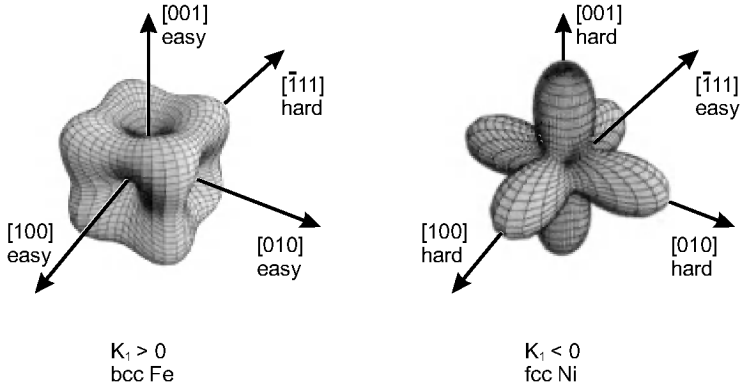 [001]
easy
[1̄11]
hard
[100]
easy
[010]
easy
K₁ > 0
bcc Fe
[001]
hard
[1̄11]
easy
[100]
hard
[010]
hard
K₁ < 0
fcc Ni